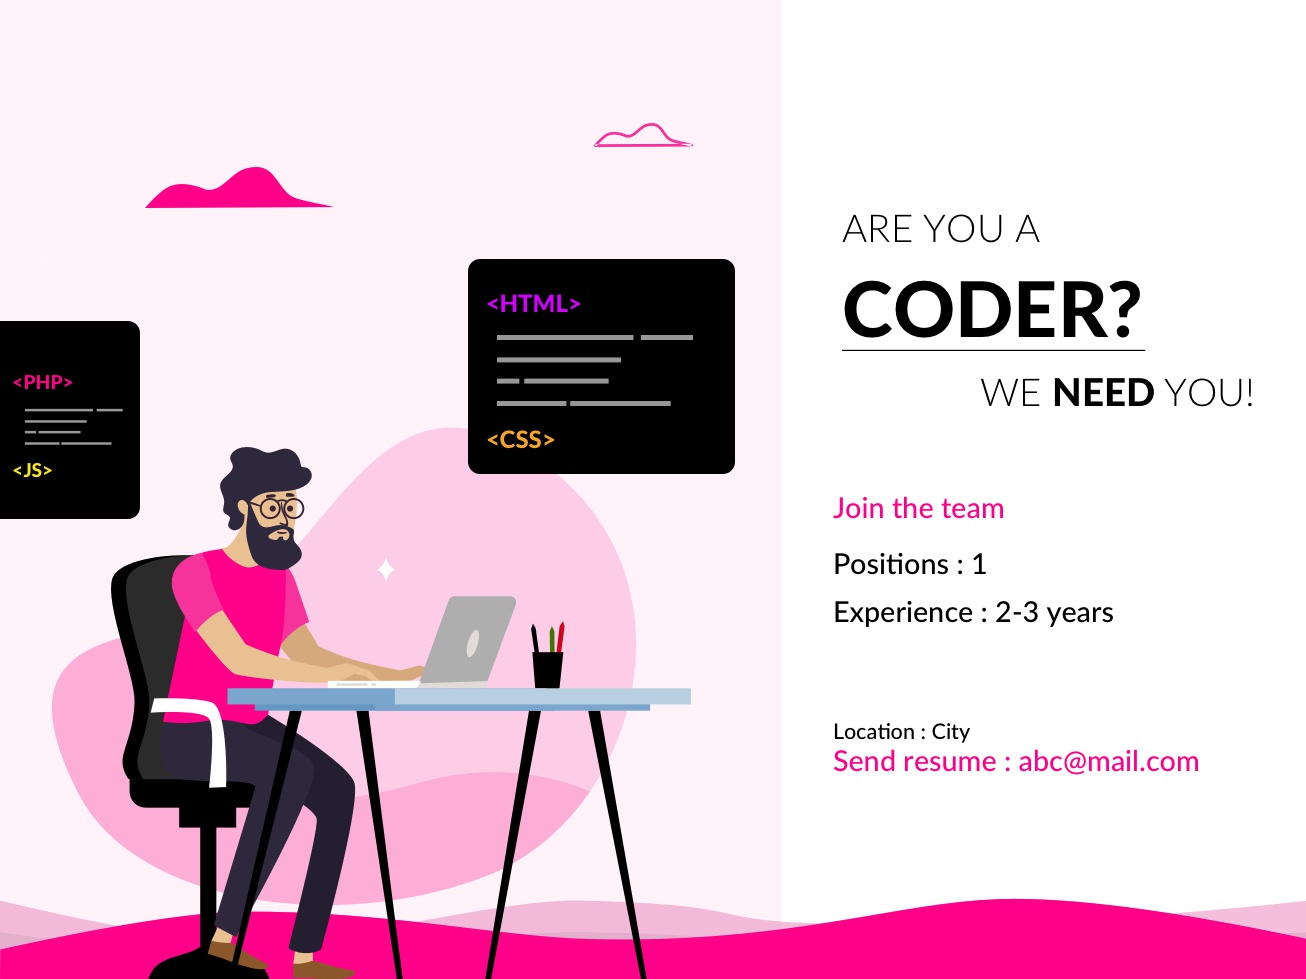 <PHP>
<JS>
<HTML>
<CSS>
ARE YOU A
CODER?
WE NEED YOU!
Join the team
Positions : 1
Experience : 2-3 years
Location : City
Send resume : abc@mail.com